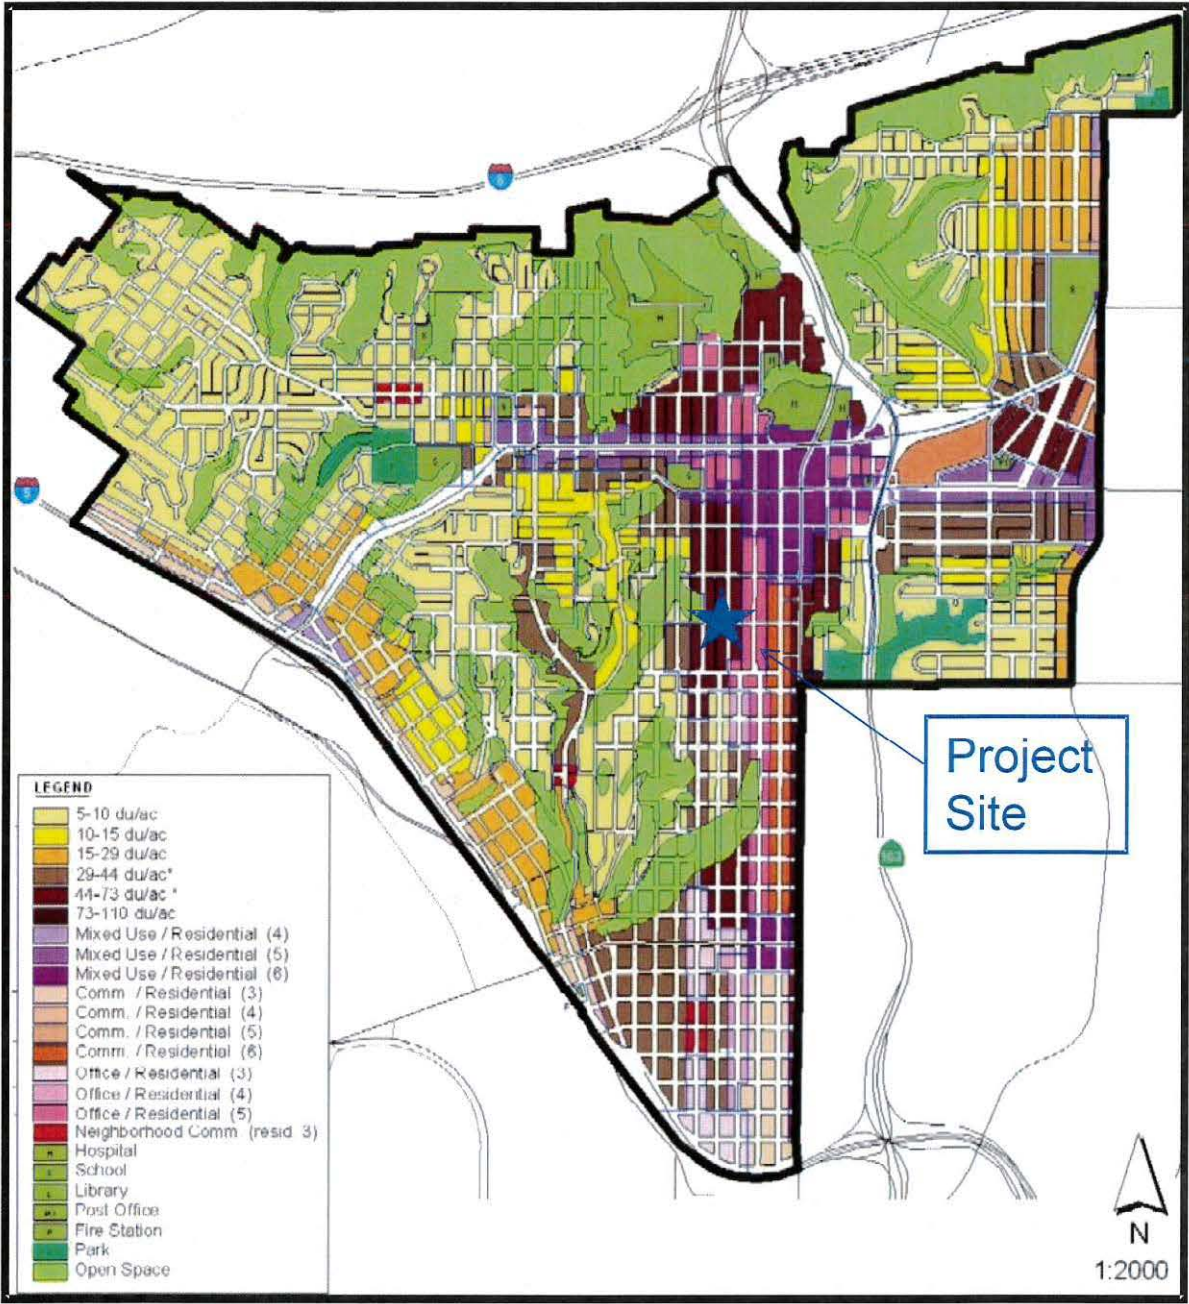 8
5
163
Project
Site
LEGEND
5-10 du/ac
10-15 du/ac
15-29 du/ac
29-44 du/ac*
44-73 du/ac *
73-110 du/ac
Mixed Use / Residential (4)
Mixed Use / Residential (5)
Mixed Use / Residential (6)
Comm. / Residential (3)
Comm. / Residential (4)
Comm. / Residential (5)
Comm. / Residential (6)
Office / Residential (3)
Office / Residential (4)
Office / Residential (5)
Neighborhood Comm (resid 3)
H Hospital
S School
L Library
Post Office
F Fire Station
Park
Open Space
N
1:2000